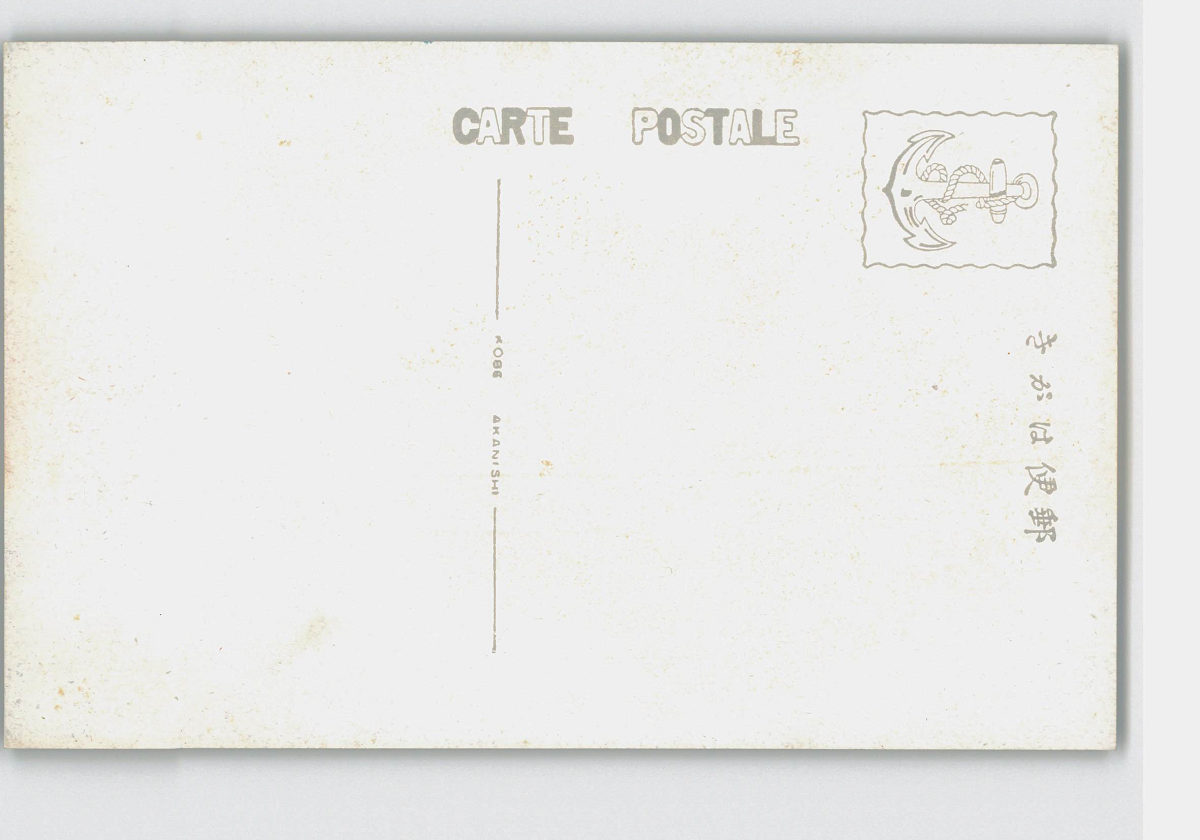 CARTE POSTALE
KOBE AKANISHI
きがは便郵